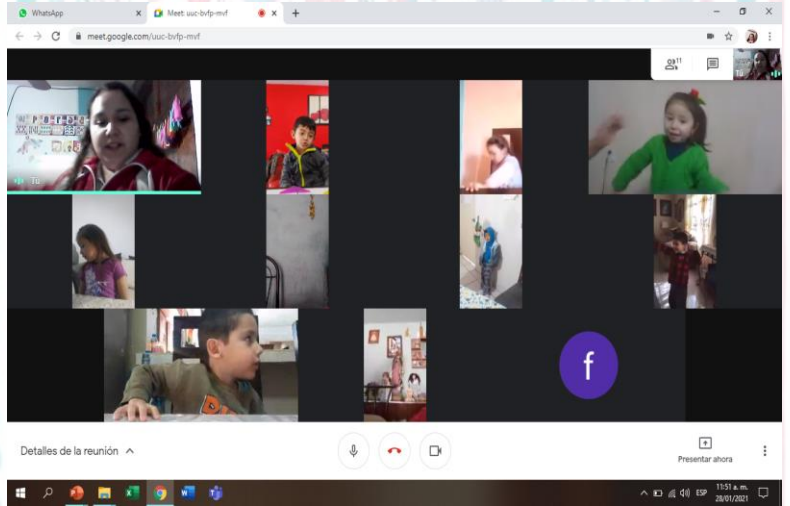 WhatsApp
Meet: uuc-bvfp-mvf
meet.google.com/uuc-bvfp-mvf
11
Tú
Tú
f
Detalles de la reunión
Presentar ahora
ESP
11:51 a. m.
28/01/2021